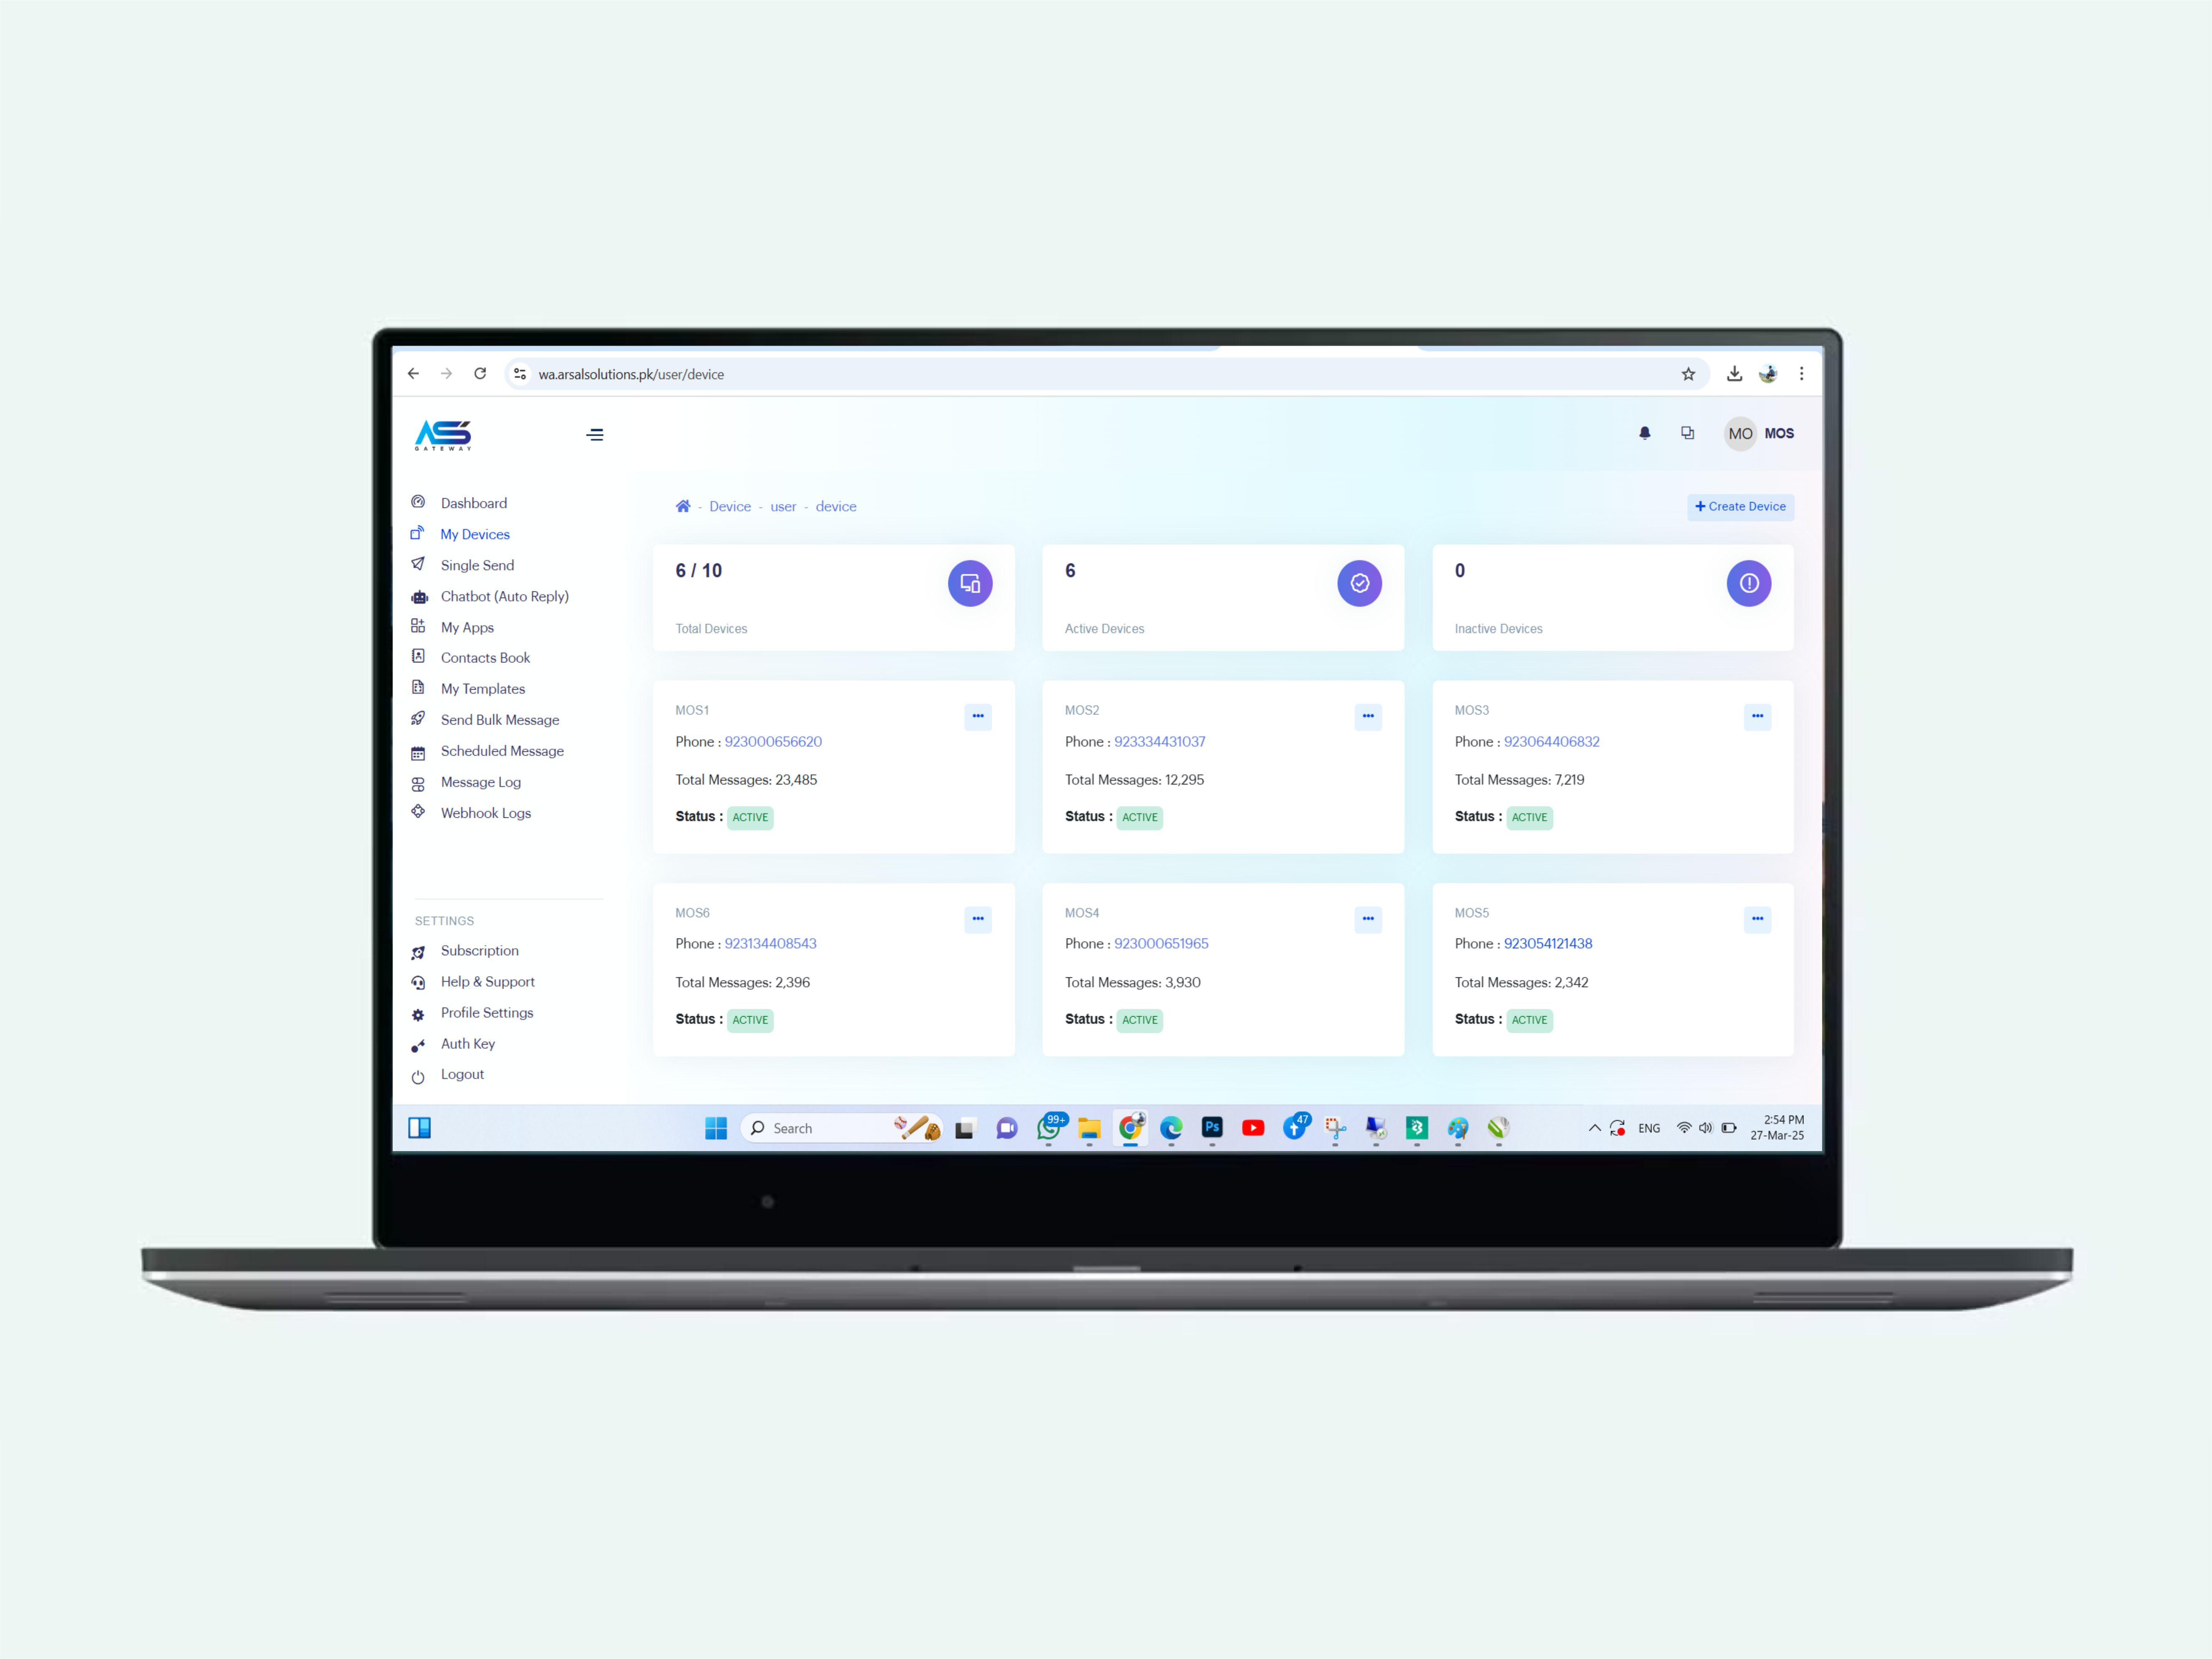 wa.arsalsolutions.pk/user/device
ASS
GATEWAY
MO MOS
Dashboard
My Devices
Single Send
Chatbot (Auto Reply)
My Apps
Contacts Book
My Templates
Send Bulk Message
Scheduled Message
Message Log
Webhook Logs
SETTINGS
Subscription
Help & Support
Profile Settings
Auth Key
Logout
- Device - user - device
+ Create Device
6 / 10
Total Devices
6
Active Devices
0
Inactive Devices
MOS1
Phone : 923000656620
Total Messages: 23,485
Status : ACTIVE
MOS2
Phone : 923334431037
Total Messages: 12,295
Status : ACTIVE
MOS3
Phone : 923064406832
Total Messages: 7,219
Status : ACTIVE
MOS6
Phone : 923134408543
Total Messages: 2,396
Status : ACTIVE
MOS4
Phone : 923000651965
Total Messages: 3,930
Status : ACTIVE
MOS5
Phone : 923054121438
Total Messages: 2,342
Status : ACTIVE
Search
99+
Ps
47
ENG
2:54 PM
27-Mar-25